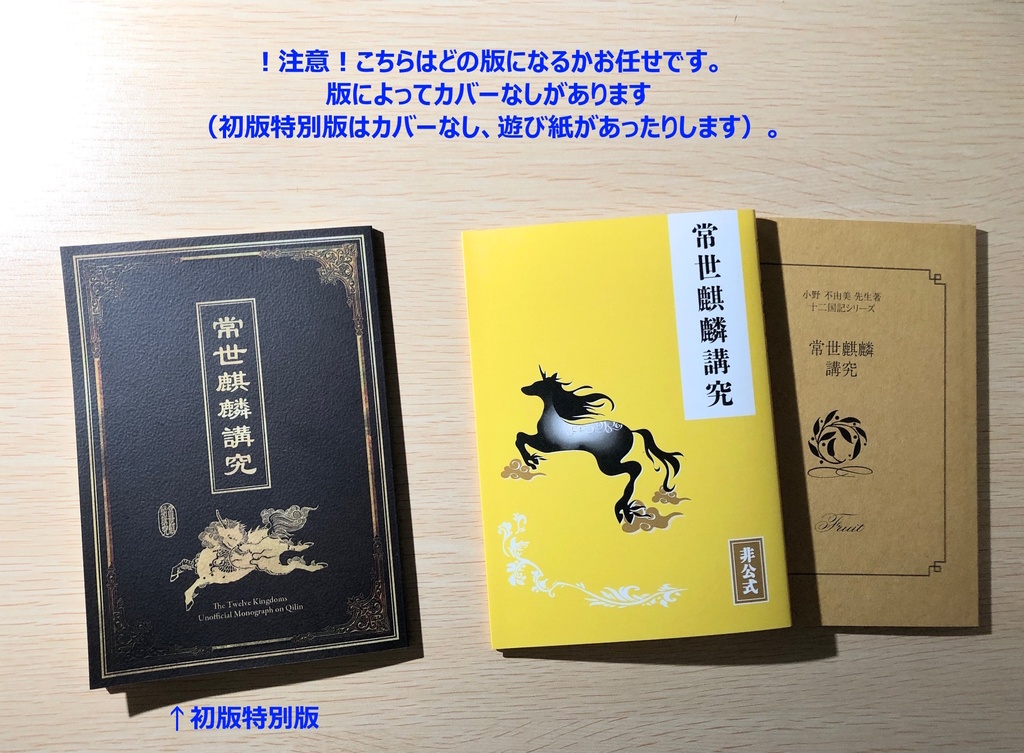 ！注意！こちらはどの版になるかお任せです。
版によってカバーなしがあります
（初版特別版はカバーなし、遊び紙があったりします）。
常世麒麟講究
The Twelve Kingdoms
Unofficial Monograph on Qilin
↑初版特別版
常世麒麟講究
非公式
小野 不由美 先生著
十二国記シリーズ
常世麒麟
講究
Fruit